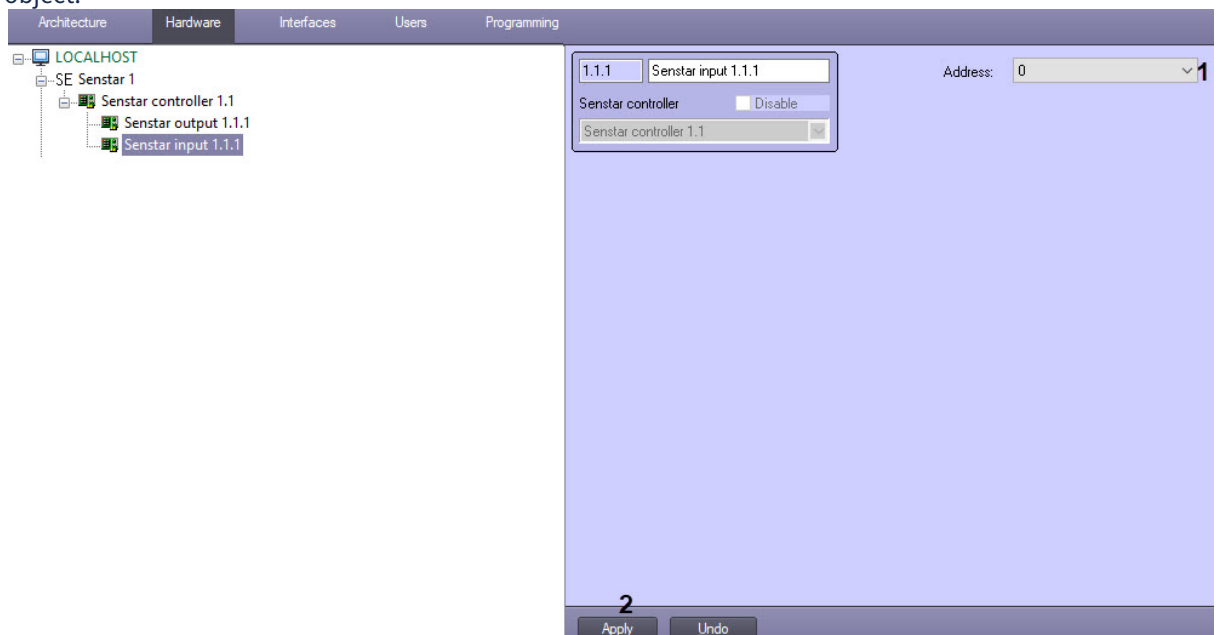 object.
Architecture Hardware Interfaces Users Programming
LOCALHOST
SE Senstar 1
Senstar controller 1.1
Senstar output 1.1.1
Senstar input 1.1.1
1.1.1 Senstar input 1.1.1
Senstar controller Disable
Senstar controller 1.1
Address: 0 1
2
Apply Undo